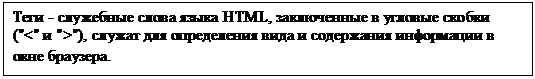 Теги - служебные слова языка HTML, заключенные в угловые скобки
("<" и ">"), служат для определения вида и содержания информации в
окне браузера.